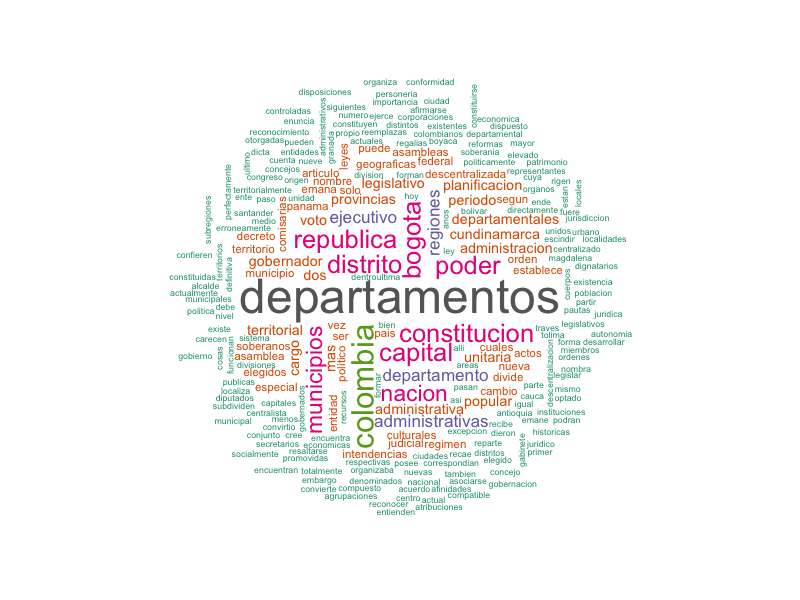 organiza conformidad
disposiciones personeria
importancia ciudad
constituirse
controladas siguientes numero ejerce afirmarse
corporaciones economica
enuncia administrativos constituyen distintos existentes dispuesto
reconocimiento propio reemplazas colombianos departamental
otorgadas pueden granada leyes actuales regalias boyaca reformas mayor
ultimo dicta entidades nueve puede asambleas soberania elevado
cuenta geograficas federal politicamente patrimonio
concejos articulo division forman descentralizada representantes
congreso origen nombre legislativo cuya rigen
perfectamente territorialmente emana solo planificacion organos estan locales
ente paso unidad provincias hoy periodo segun ende directamente fuere
subregiones santander comisarias panama ejecutivo bogota regiones anos bolivar departamentales jurisdiccion
medio voto unidos urbano
erroneamente decreto republica cundinamarca escindir localidades
confieren territorios territorio ley administracion centralizado
gobernador distrito poder orden magdalena
constituidas definitiva municipio dos dentroultima establece cuerpos dignatarios
alcalde existencia
actualmente departamentos poblacion
municipales partir
politica debe pautas
nivel juridica
existe territorial municipios vez colombia bien constitucion traves legislativos autonomia
carecen sistema ser pais tolima forma desarrollar
cosas funcionan soberanos cargo mas politico capital alli cuales actos descentralizacion miembros
gobierno asamblea unitaria ordenes
divisiones areas nueva nombra
elegidos formar departamento divide legislar
publicas especial pasan parte mismo
localiza nacion cambio cauca optado
diputados capitales gobernados entidad recursos asi popular igual
subdividen administrativa antioquia instituciones
centralista menos administrativas recibe emane podran
municipal convirtio excepcion dieron historicas
conjunto cree encuentra culturales reparte gabinete juridico
secretarios economicas judicial regimen
resaltarse intendencias ciudades recae distritos primer
socialmente promovidas respectivas posee correspondian elegido
encuentran totalmente organizaba nuevas tambien concejo
embargo denominados nacional asociarse gobernacion
convierte compuesto acuerdo afinidades
agrupaciones centro actual compatible
reconocer atribuciones
entienden